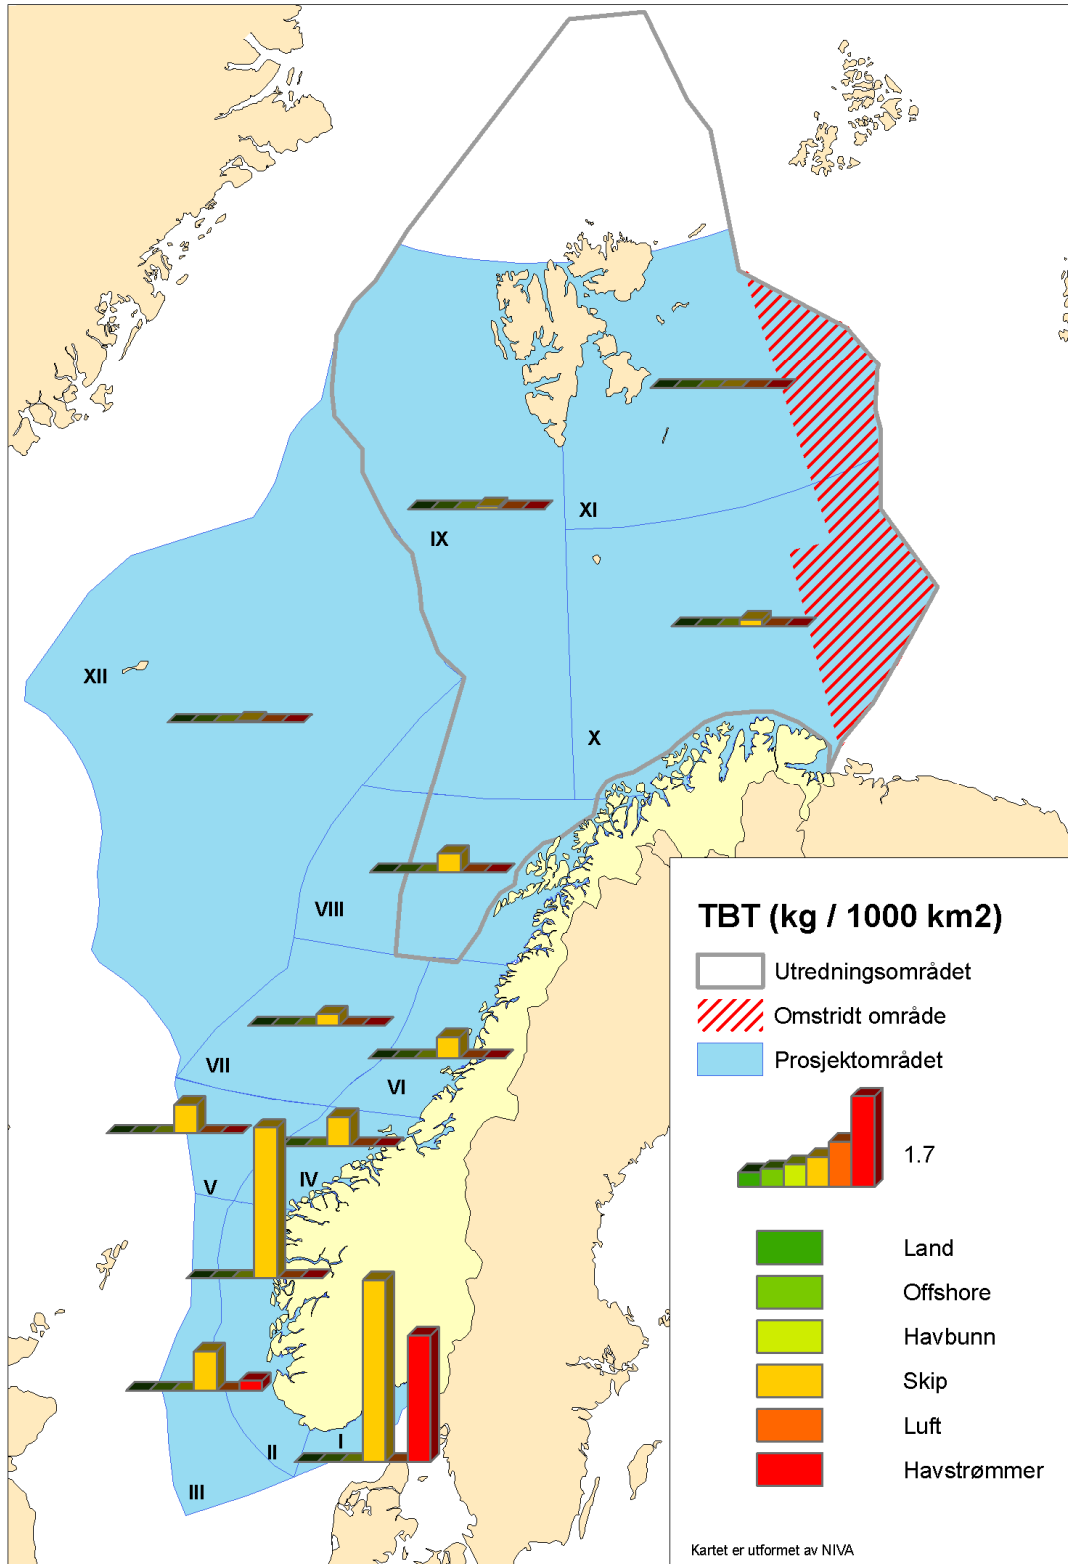 XI
IX
XII
X
VIII
VII
VI
V
IV
I
II
III
TBT (kg / 1000 km2)
Utredningsområdet
Omstridt område
Prosjektområdet
1.7
Land
Offshore
Havbunn
Skip
Luft
Havstrømmer
Kartet er utformet av NIVA